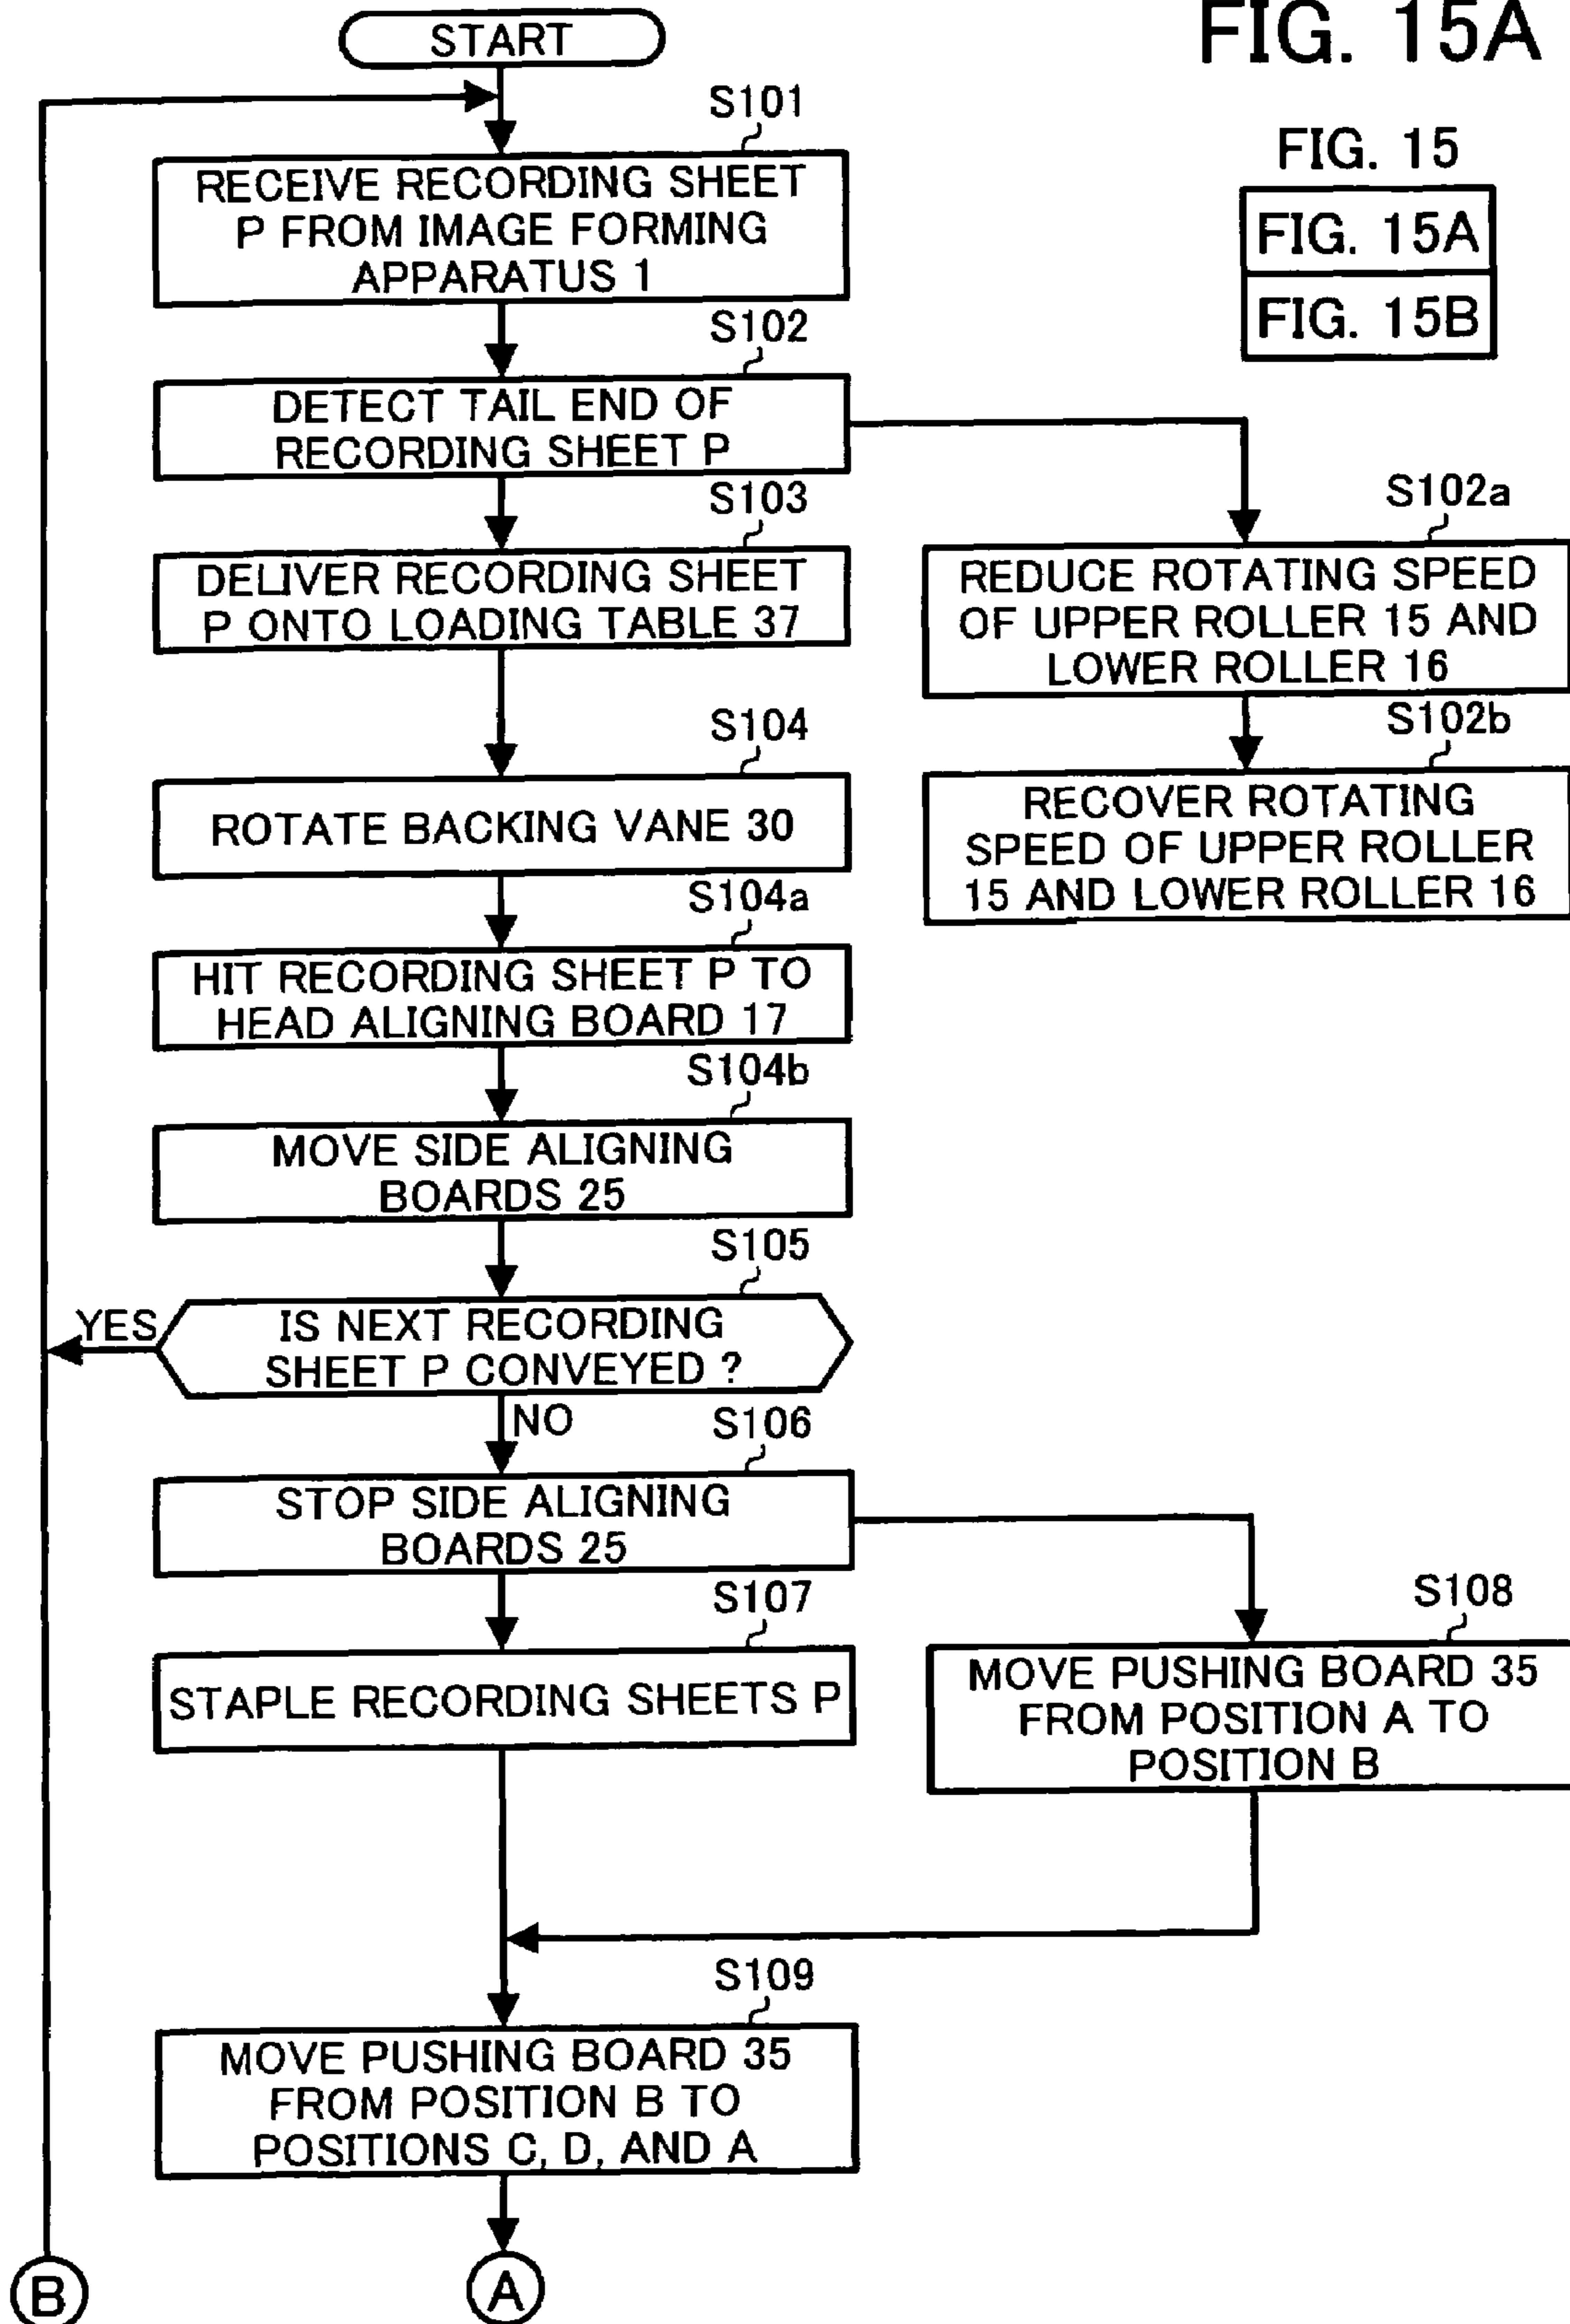 FIG. 15A
FIG. 15
FIG. 15A
FIG. 15B
START
S101
RECEIVE RECORDING SHEET
P FROM IMAGE FORMING
APPARATUS 1
S102
DETECT TAIL END OF
RECORDING SHEET P
S102a
REDUCE ROTATING SPEED
OF UPPER ROLLER 15 AND
LOWER ROLLER 16
S102b
RECOVER ROTATING
SPEED OF UPPER ROLLER
15 AND LOWER ROLLER 16
S103
DELIVER RECORDING SHEET
P ONTO LOADING TABLE 37
S104
ROTATE BACKING VANE 30
S104a
HIT RECORDING SHEET P TO
HEAD ALIGNING BOARD 17
S104b
MOVE SIDE ALIGNING
BOARDS 25
S105
YES
IS NEXT RECORDING
SHEET P CONVEYED ?
NO
S106
STOP SIDE ALIGNING
BOARDS 25
S107
STAPLE RECORDING SHEETS P
S108
MOVE PUSHING BOARD 35
FROM POSITION A TO
POSITION B
S109
MOVE PUSHING BOARD 35
FROM POSITION B TO
POSITIONS C, D, AND A
B
A